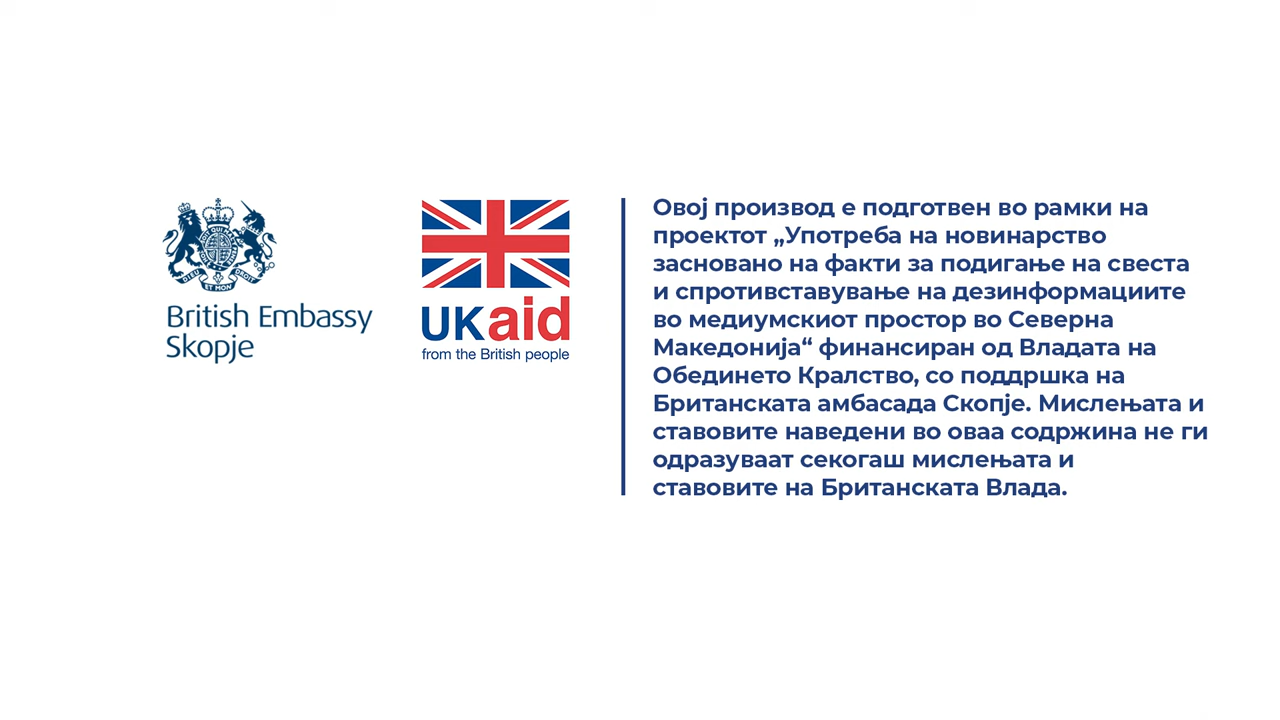 British Embassy
Skopje
UKaid
from the British people
Овој производ е подготвен во рамки на
проектот „Употреба на новинарство
засновано на факти за подигање на свеста
и спротивставување на дезинформациите
во медиумскиот простор во Северна
Македонија“ финансиран од Владата на
Обединето Кралство, со поддршка на
Британската амбасада Скопје. Мислењата и
ставовите наведени во оваа содржина не ги
одразуваат секогаш мислењата и
ставовите на Британската Влада.